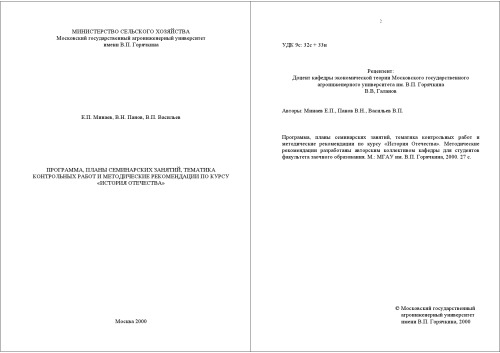 МИНИСТЕРСТВО СЕЛЬСКОГО ХОЗЯЙСТВА
Московский государственный агроинженерный университет
имени В.П. Горячкина
Е.П. Минаев, В.Н. Панов, В.П. Васильев
ПРОГРАММА, ПЛАНЫ СЕМИНАРСКИХ ЗАНЯТИЙ, ТЕМАТИКА
КОНТРОЛЬНЫХ РАБОТ И МЕТОДИЧЕСКИЕ РЕКОМЕНДАЦИИ ПО КУРСУ
«ИСТОРИЯ ОТЕЧЕСТВА»
Москва 2000
2
УДК 9с: 32с + 33и
Рецензент:
Доцент кафедры экономической теории Московского государственного
агроинженерного университета им. В.П. Горячкина
В.В. Галанов
Авторы: Минаев Е.П., Панов В.Н., Васильев В.П.
Программа, планы семинарских занятий, тематика контрольных работ и
методические рекомендации по курсу «История Отечества». Методические
рекомендации разработаны авторским коллективом кафедры для студентов
факультета заочного образования. М.: МГАУ им. В.П. Горячкина, 2000. 27 с.
© Московский государственный
агроинженерный университет
имени В.П. Горячкина, 2000